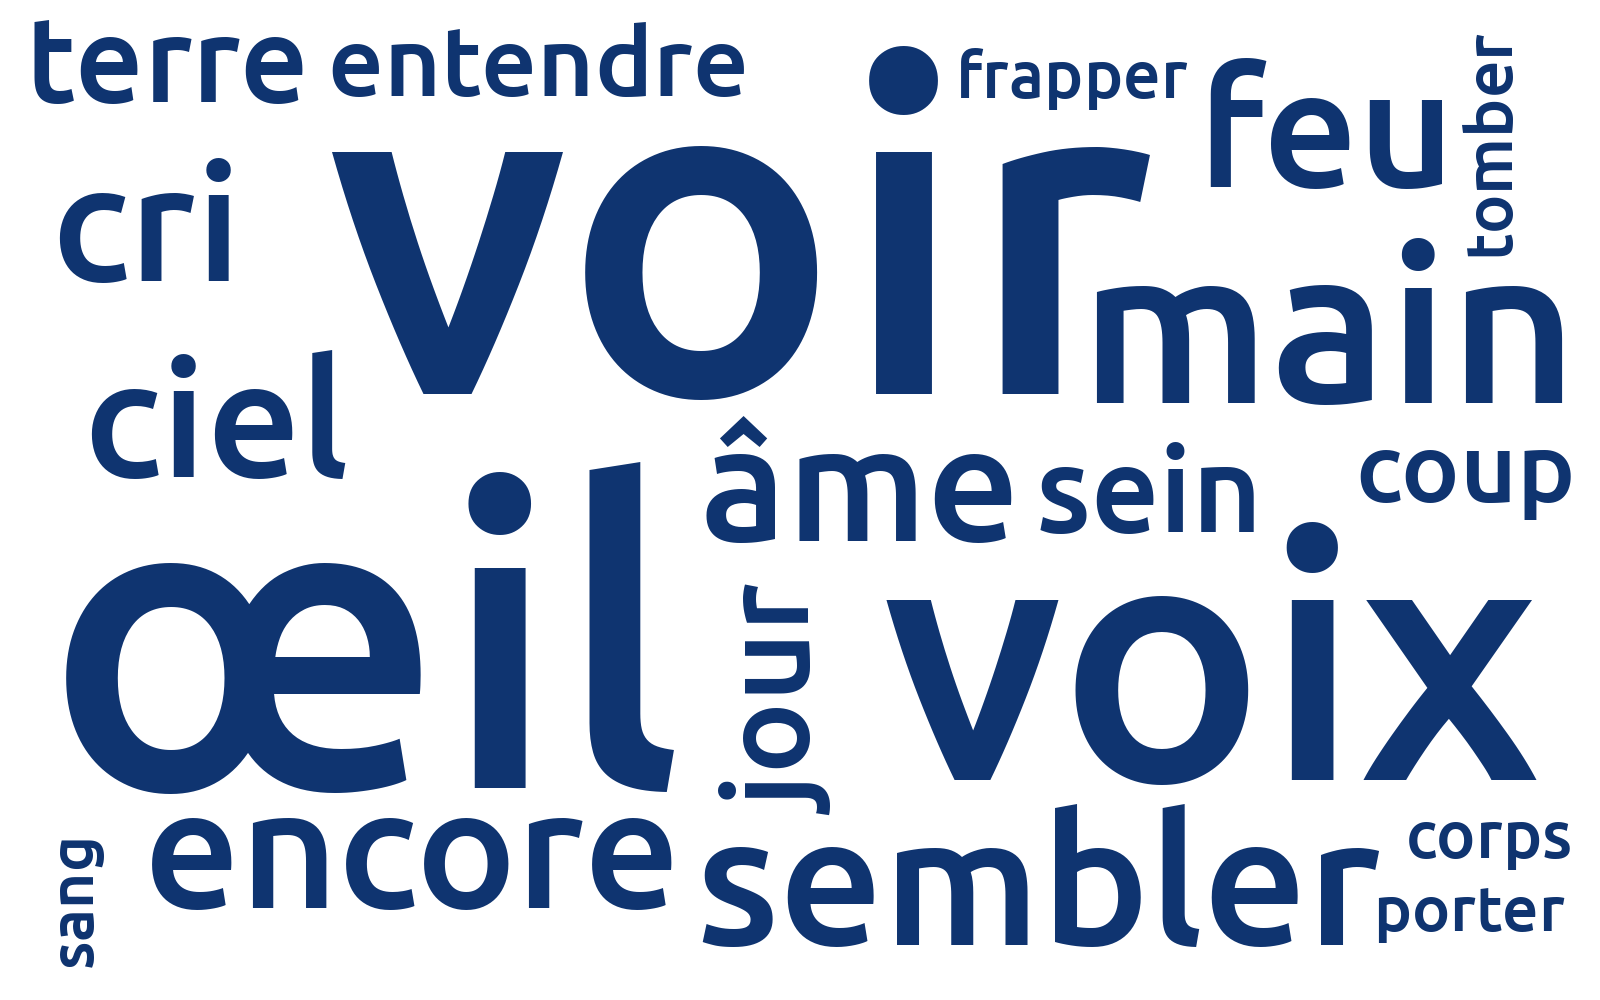 terre
entendre
frapper
feu
tomber
cri
voir
main
ciel
âme
sein
coup
œil
jour
voix
encore
sembler
corps
porter
sang